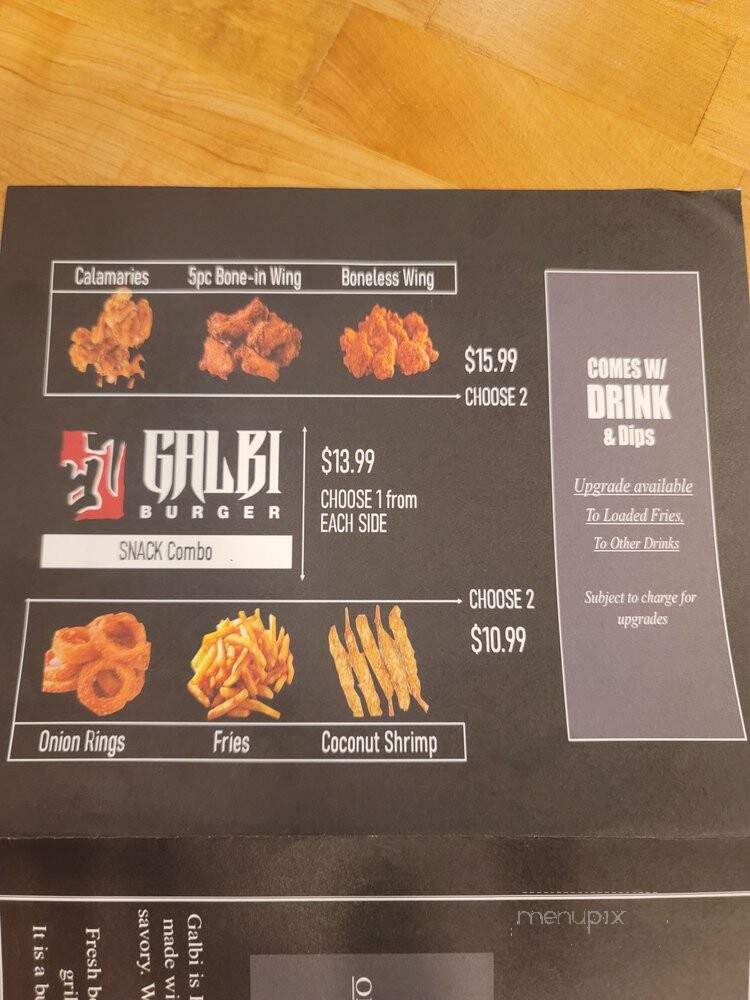 Calamaries 5pc Bone-in Wing Boneless Wing
$15.99
CHOOSE 2
GALBI
BURGER
SNACK Combo
$13.99
CHOOSE 1 from
EACH SIDE
CHOOSE 2
$10.99
Onion Rings Fries Coconut Shrimp
COMES W/
DRINK
& Dips
Upgrade available
To Loaded Fries,
To Other Drinks
Subject to charge for
upgrades
menupix
Galbi is
made wi
savory. W
Fresh b
gril
It is a bu